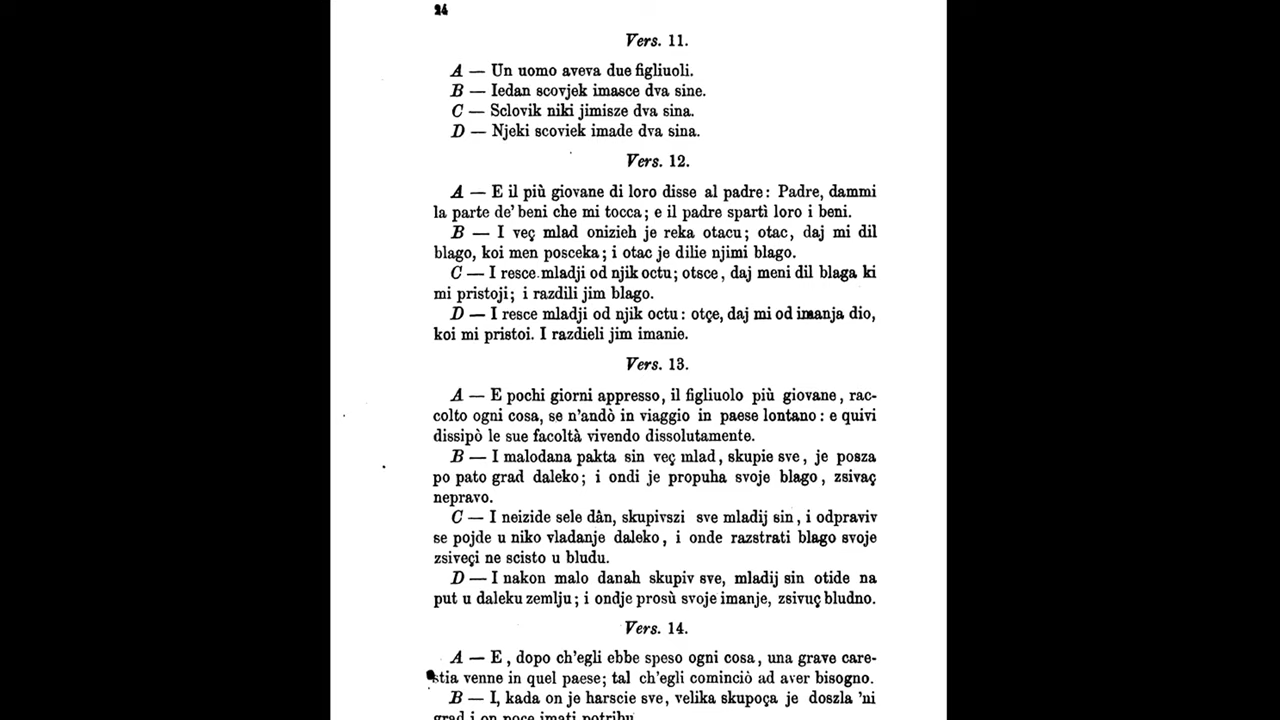 24
Vers. 11.
A — Un uomo aveva due figliuoli.
B — Iedan scovjek imasce dva sine.
C — Sclovik niki jimisze dva sina.
D — Njeki scoviek imade dva sina.
Vers. 12.
A — E il più giovane di loro disse al padre: Padre, dammi
la parte de' beni che mi tocca; e il padre spartì loro i beni.
B — I veç mlad onizieh je reka otacu; otac, daj mi dil
blago, koi men posceka; i otac je dilie njimi blago.
C — I resce mladji od njik octu; otsce, daj meni dil blaga ki
mi pristoji; i razdili jim blago.
D — I resce mladji od njik octu: otçe, daj mi od imanja dio,
koi mi pristoi. I razdieli jim imanie.
Vers. 13.
A — E pochi giorni appresso, il figliuolo più giovane, rac-
colto ogni cosa, se n'andò in viaggio in paese lontano: e quivi
dissipò le sue facoltà vivendo dissolutamente.
B — I malodana pakta sin veç mlad, skupie sve, je posza
po pato grad daleko; i ondi je propuha svoje blago, zsivaç
nepravo.
C — I neizide sele dân, skupivszi sve mladij sin, i odpraviv
se pojde u niko vladanje daleko, i onde razstrati blago svoje
zsiveçi ne scisto u bludu.
D — I nakon malo danah skupiv sve, mladij sin otide na
put u daleku zemlju; i ondje prosù svoje imanje, zsivuç bludno.
Vers. 14.
A — E, dopo ch'egli ebbe speso ogni cosa, una grave care-
stia venne in quel paese; tal ch'egli cominciò ad aver bisogno.
B — I, kada on je harscie sve, velika skupoça je doszla 'ni
grad i on poce imati potribu